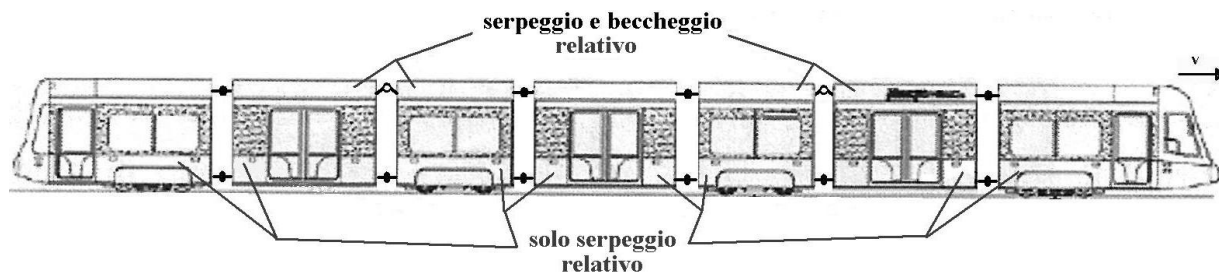 serpeggio e beccheggio
relativo
v
solo serpeggio
relativo